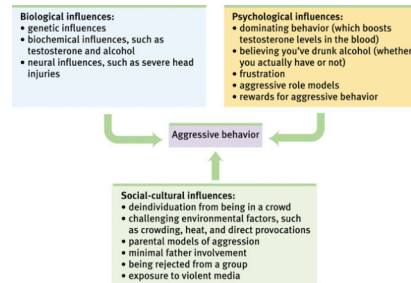 Biological influences:
• genetic influences
• biochemical influences, such as
testosterone and alcohol
• neural influences, such as severe head
injuries
Psychological influences:
• dominating behavior (which boosts
testosterone levels in the blood)
• believing you've drunk alcohol (whether
you actually have or not)
• frustration
• aggressive role models
• rewards for aggressive behavior
Aggressive behavior
Social-cultural influences:
• deindividuation from being in a crowd
• challenging environmental factors, such
as crowding, heat, and direct provocations
• parental models of aggression
• minimal father involvement
• being rejected from a group
• exposure to violent media